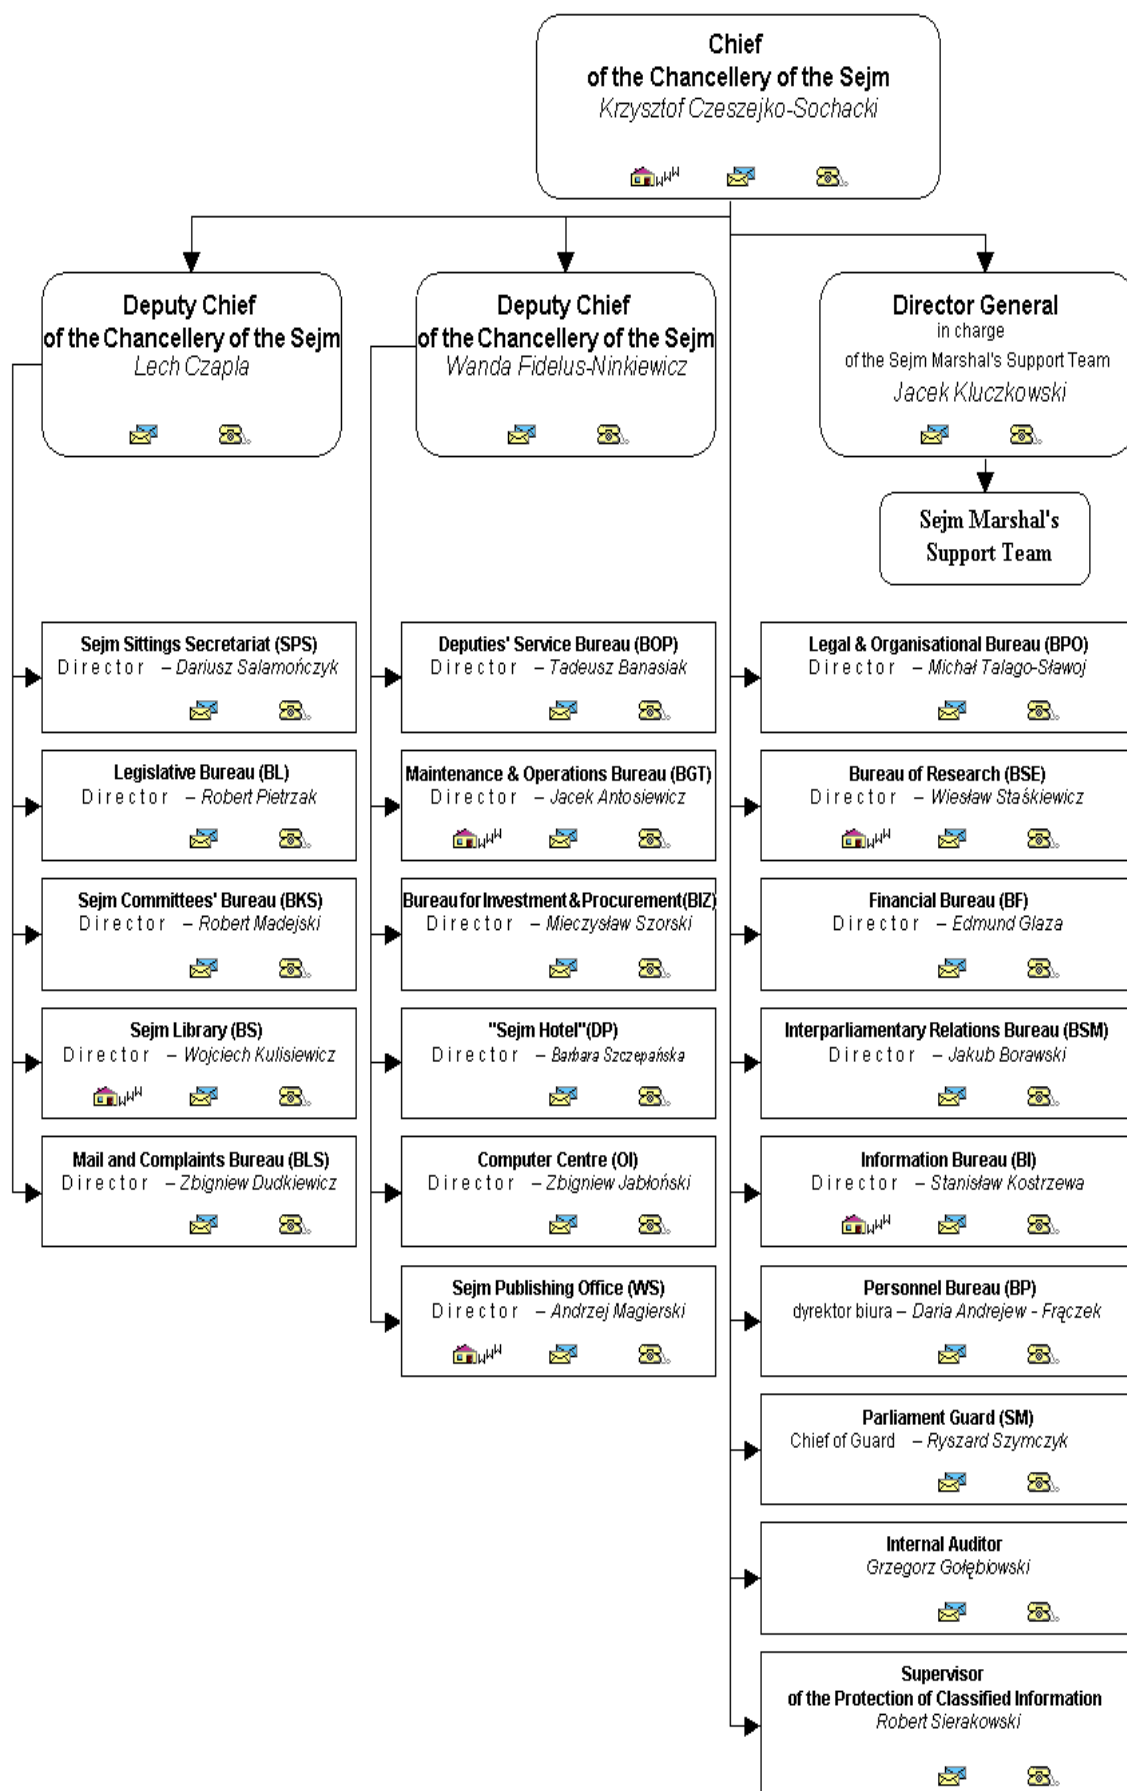 Chief
of the Chancellery of the Sejm
Krzysztof Czeszejko-Sochacki
Deputy Chief
of the Chancellery of the Sejm
Lech Czapla
Deputy Chief
of the Chancellery of the Sejm
Wanda Fidelus-Ninkiewicz
Director General
in charge
of the Sejm Marshal's Support Team
Jacek Kluczkowski
Sejm Marshal's
Support Team
Sejm Sittings Secretariat (SPS)
Director – Dariusz Salamończyk
Legislative Bureau (BL)
Director – Robert Pietrzak
Sejm Committees' Bureau (BKS)
Director – Robert Madejski
Sejm Library (BS)
Director – Wojciech Kulisiewicz
WWW
Mail and Complaints Bureau (BLS)
Director – Zbigniew Dudkiewicz
Deputies' Service Bureau (BOP)
Director – Tadeusz Banasiak
Maintenance & Operations Bureau (BGT)
Director – Jacek Antosiewicz
WWW
Bureau for Investment & Procurement(BIZ)
Director – Mieczysław Szorski
"Sejm Hotel"(DP)
Director – Barbara Szczepańska
Computer Centre (OI)
Director – Zbigniew Jabłoński
Sejm Publishing Office (WS)
Director – Andrzej Magierski
WWW
Legal & Organisational Bureau (BPO)
Director – Michał Talago-Sławoj
Bureau of Research (BSE)
Director – Wiesław Staśkiewicz
WWW
Financial Bureau (BF)
Director – Edmund Glaza
Interparliamentary Relations Bureau (BSM)
Director – Jakub Borawski
Information Bureau (BI)
Director – Stanisław Kostrzewa
WWW
Personnel Bureau (BP)
dyrektor biura – Daria Andrejew - Frączek
Parliament Guard (SM)
Chief of Guard – Ryszard Szymczyk
Internal Auditor
Grzegorz Gołębiowski
Supervisor
of the Protection of Classified Information
Robert Sierakowski